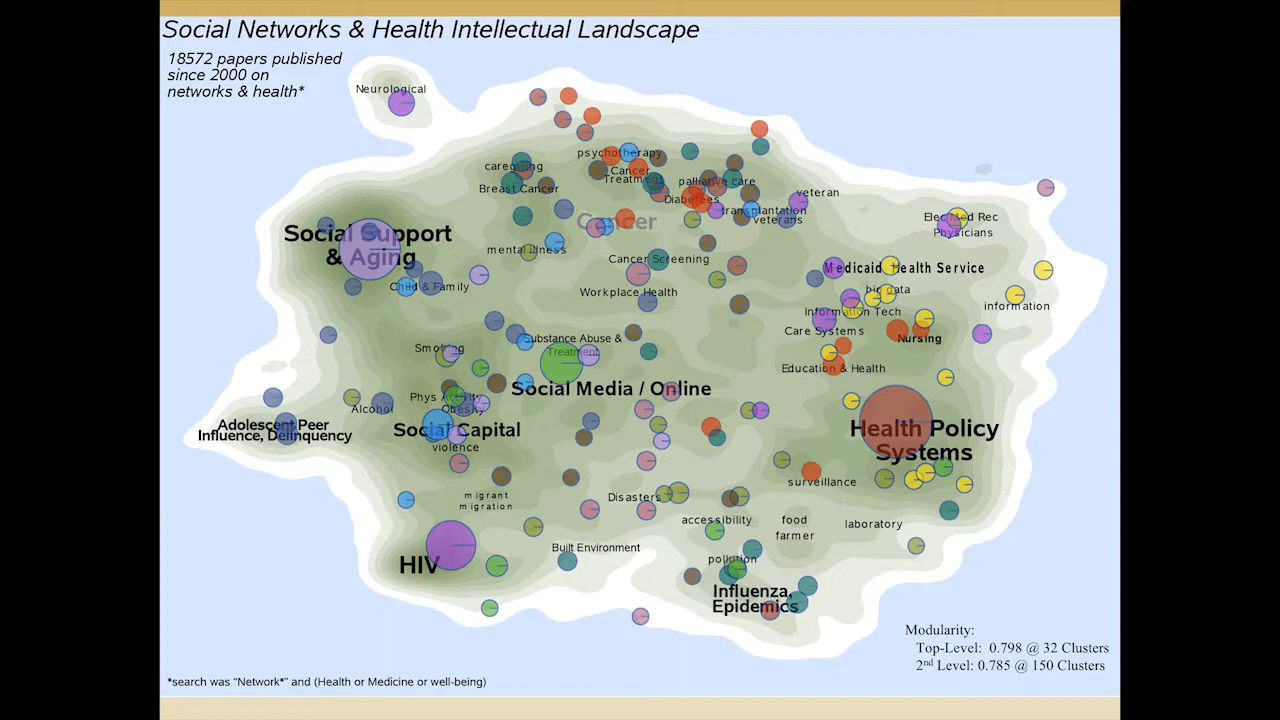 Social Networks & Health Intellectual Landscape
18572 papers published
since 2000 on
networks & health*
Neurological
psychotherapy
caregiving
Cancer
Treatment
palliative care
Breast Cancer
Diabetes
veteran
transplantation
veterans
Cancer
Elec Med Rec
Physicians
Social Support
& Aging
mental illness
Cancer Screening
Medicaid Health Service
Child & Family
Workplace Health
big data
information
Information Tech
Care Systems
Nursing
Substance Abuse &
Treatment
Smoking
Education & Health
Social Media / Online
Phys Activity
Obesity
Alcohol
Adolescent Peer
Influence, Delinquency
Social Capital
violence
Health Policy
Systems
surveillance
migrant
migration
Disasters
accessibility
food
farmer
laboratory
Built Environment
pollution
HIV
Influenza,
Epidemics
Modularity:
Top-Level: 0.798 @ 32 Clusters
2nd Level: 0.785 @ 150 Clusters
*search was "Network*" and (Health or Medicine or well-being)